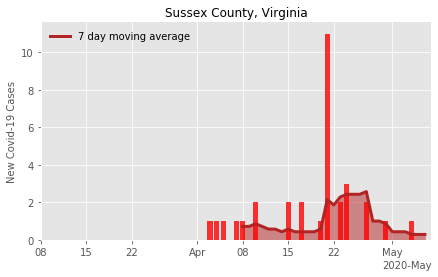 Sussex County, Virginia
7 day moving average
New Covid-19 Cases
10
8
6
4
2
0
08 15 22 Apr 08 15 22 May
2020-May